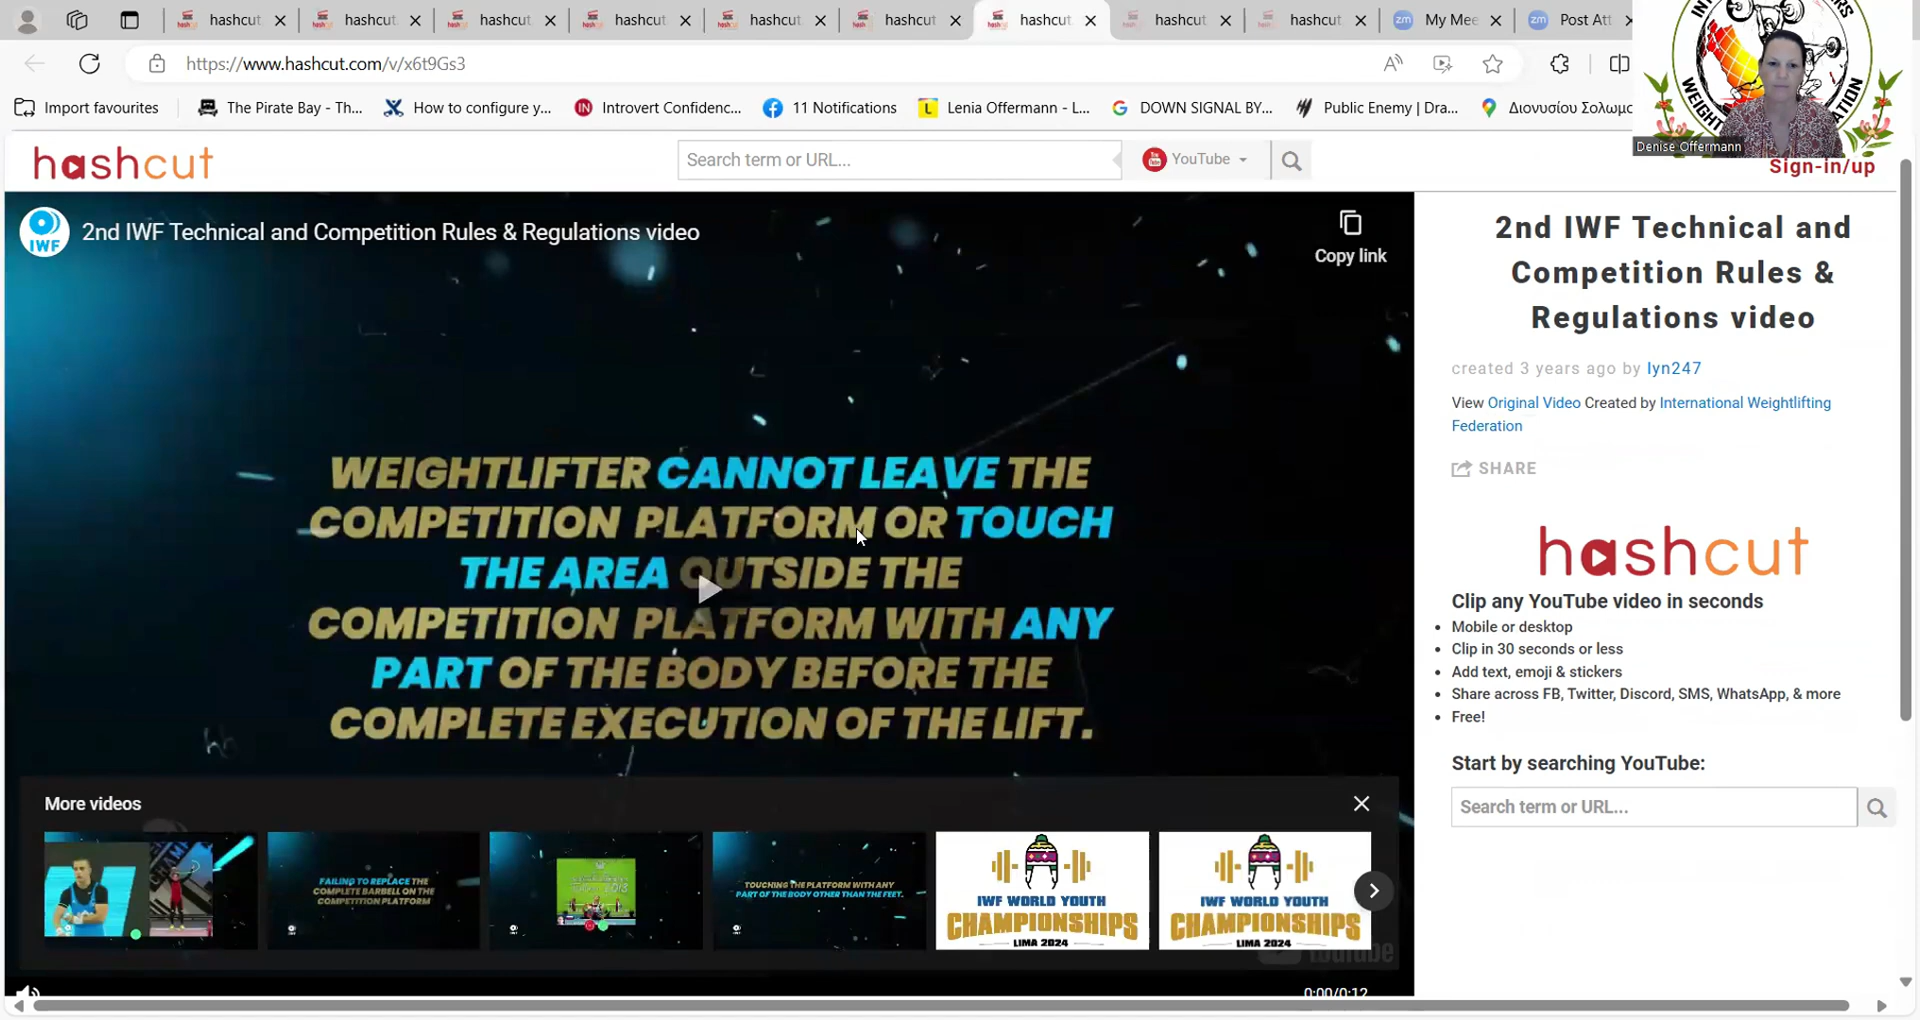 hashcut
hashcut
hashcut
hashcut
hashcut
hashcut
hashcut
hashcut
hashcut
My Mee
Post Att
https://www.hashcut.com/v/x6t9Gs3
Import favourites
The Pirate Bay - Th...
How to configure y...
Introvert Confidenc...
11 Notifications
Lenia Offermann - L...
DOWN SIGNAL BY...
Public Enemy | Dra...
Διονυσίου Σολωμο
Denise Offermann
hashcut
Search term or URL...
YouTube
Sign-in/up
IWF
2nd IWF Technical and Competition Rules & Regulations video
Copy link
WEIGHTLIFTER CANNOT LEAVE THE
COMPETITION PLATFORM OR TOUCH
THE AREA OUTSIDE THE
COMPETITION PLATFORM WITH ANY
PART OF THE BODY BEFORE THE
COMPLETE EXECUTION OF THE LIFT.
More videos
FAILING TO REPLACE THE
COMPLETE BARBELL ON THE
COMPETITION PLATFORM
TOUCHING THE PLATFORM WITH ANY
PART OF THE BODY OTHER THAN THE FEET.
IWF WORLD YOUTH
CHAMPIONSHIPS
LIMA 2024
IWF WORLD YOUTH
CHAMPIONSHIPS
LIMA 2024
YouTube
0:00/0:12
2nd IWF Technical and
Competition Rules &
Regulations video
created 3 years ago by lyn247
View Original Video Created by International Weightlifting
Federation
SHARE
hashcut
Clip any YouTube video in seconds
Mobile or desktop
Clip in 30 seconds or less
Add text, emoji & stickers
Share across FB, Twitter, Discord, SMS, WhatsApp, & more
Free!
Start by searching YouTube:
Search term or URL...